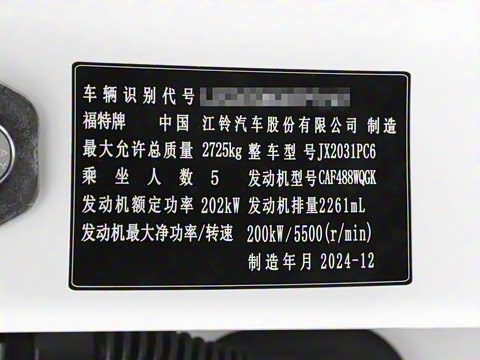 车辆识别代号
福特牌 中国 江铃汽车股份有限公司 制造
最大允许总质量 2725kg 整车型号JX2031PC6
乘坐人数 5 发动机型号CAF488WQGK
发动机额定功率 202kW 发动机排量2261mL
发动机最大净功率/转速 200kW/5500(r/min)
制造年月 2024-12